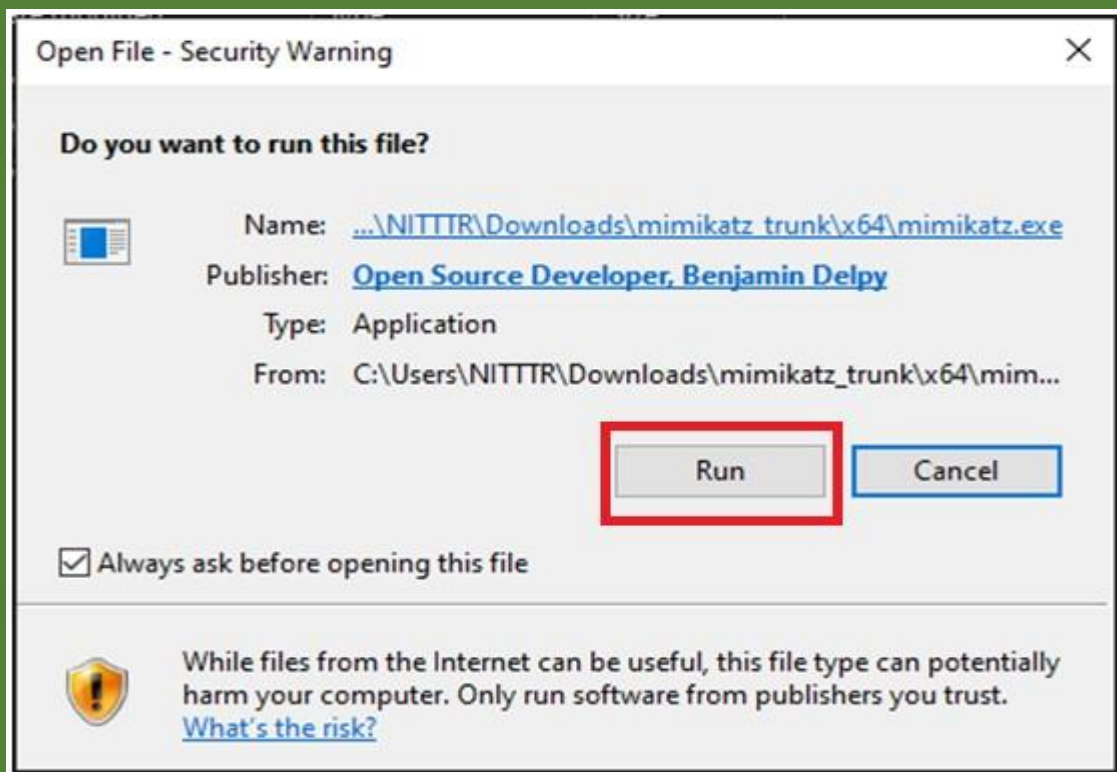 Open File - Security Warning
Do you want to run this file?
Name: ...\NITTTR\Downloads\mimikatz_trunk\x64\mimikatz.exe
Publisher: Open Source Developer, Benjamin Delpy
Type: Application
From: C:\Users\NITTTR\Downloads\mimikatz_trunk\x64\mim...
Run Cancel
Always ask before opening this file
While files from the Internet can be useful, this file type can potentially
harm your computer. Only run software from publishers you trust.
What's the risk?